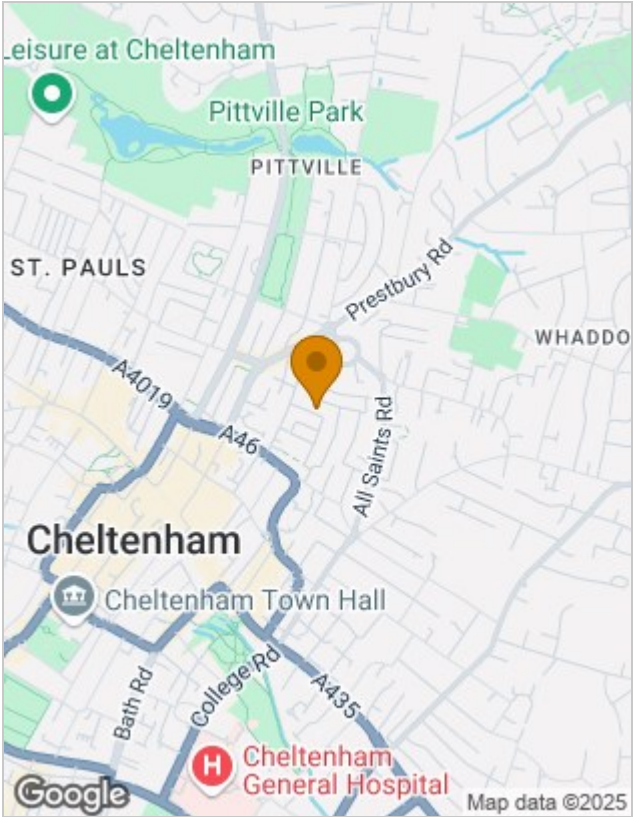 Leisure at Cheltenham
Pittville Park
PITTVILLE
ST. PAULS
Prestbury Rd
WHADDO
A4019
A46
All Saints Rd
Cheltenham
Cheltenham Town Hall
Bath Rd
College Rd
A435
H
Cheltenham
General Hospital
Google
Map data ©2025